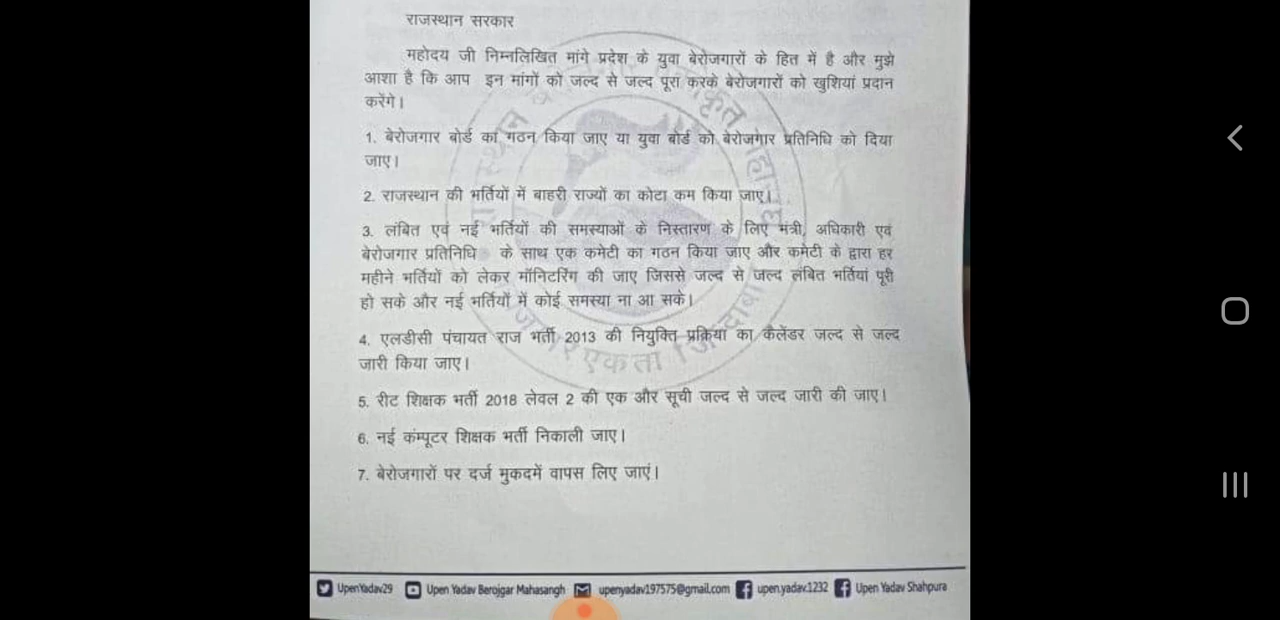 राजस्थान सरकार
महोदय जी निम्नलिखित मांगे प्रदेश के युवा बेरोजगारों के हित में है और मुझे
आशा है कि आप इन मांगों को जल्द से जल्द पूरा करके बेरोजगारों को खुशियां प्रदान
करेंगे।
1. बेरोजगार बोर्ड का गठन किया जाए या युवा बोर्ड को बेरोजगार प्रतिनिधि को दिया
जाए।
2. राजस्थान की भर्तियों में बाहरी राज्यों का कोटा कम किया जाए।
3. लंबित एवं नई भर्तियों की समस्याओं के निस्तारण के लिए मंत्री, अधिकारी एवं
बेरोजगार प्रतिनिधि के साथ एक कमेटी का गठन किया जाए और कमेटी के द्वारा हर
महीने भर्तियों को लेकर मॉनिटरिंग की जाए जिससे जल्द से जल्द लंबित भर्तियां पूरी
हो सके और नई भर्तियों में कोई समस्या ना आ सके।
4. एलडीसी पंचायत राज भर्ती 2013 की नियुक्ति प्रक्रिया का कैलेंडर जल्द से जल्द
जारी किया जाए।
5. रीट शिक्षक भर्ती 2018 लेवल 2 की एक और सूची जल्द से जल्द जारी की जाए।
6. नई कंम्पूटर शिक्षक भर्ती निकाली जाए।
7. बेरोजगारों पर दर्ज मुकदमें वापस लिए जाएं।
UpenYadav29 Upen Yadav Berojgar Mahasangh upenyadav197575@gmail.com upen.yadav.1232 Upen Yadav Shahpura